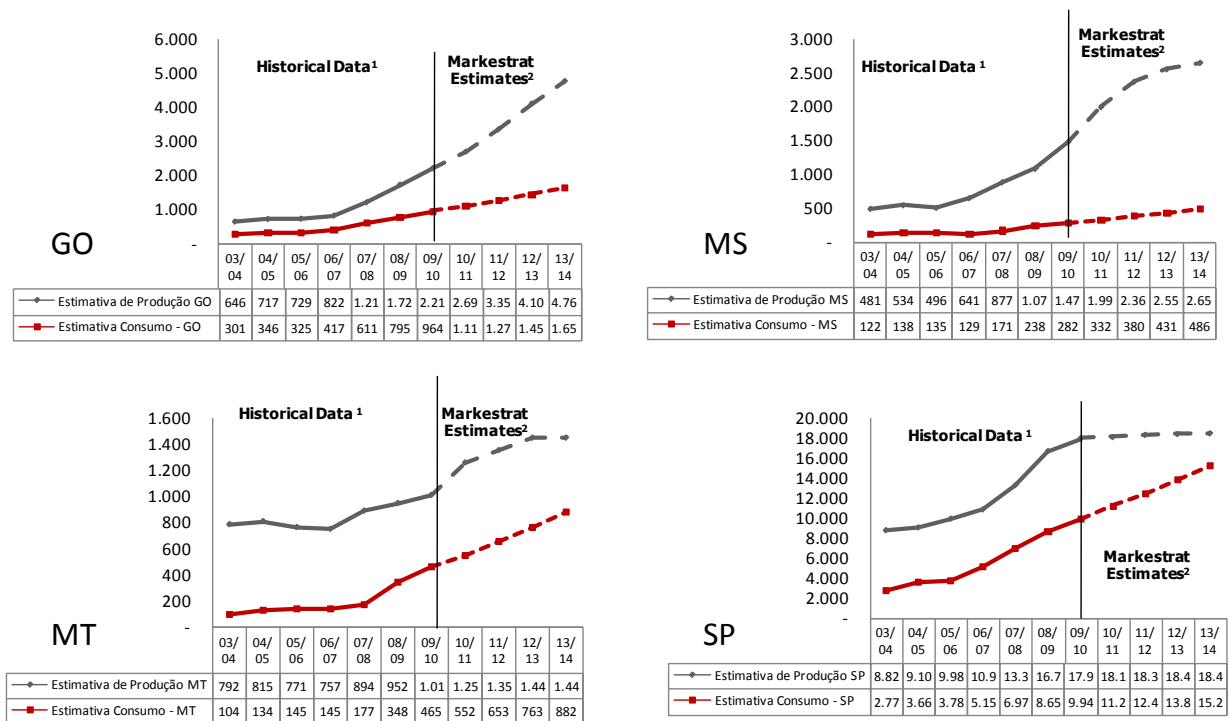 6.000
5.000
4.000
3.000
2.000
1.000
-
Historical Data¹
Markestrat
Estimates²
GO
03/04 04/05 05/06 06/07 07/08 08/09 09/10 10/11 11/12 12/13 13/14
Estimativa de Produção GO 646 717 729 822 1.21 1.72 2.21 2.69 3.35 4.10 4.76
Estimativa Consumo - GO 301 346 325 417 611 795 964 1.11 1.27 1.45 1.65
3.000
2.500
2.000
1.500
1.000
500
-
Historical Data ¹
Markestrat
Estimates²
MS
03/04 04/05 05/06 06/07 07/08 08/09 09/10 10/11 11/12 12/13 13/14
Estimativa de Produção MS 481 534 496 641 877 1.07 1.47 1.99 2.36 2.55 2.65
Estimativa Consumo - MS 122 138 135 129 171 238 282 332 380 431 486
1.600
1.400
1.200
1.000
800
600
400
200
-
Historical Data ¹
Markestrat
Estimates²
MT
03/04 04/05 05/06 06/07 07/08 08/09 09/10 10/11 11/12 12/13 13/14
Estimativa de Produção MT 792 815 771 757 894 952 1.01 1.25 1.35 1.44 1.44
Estimativa Consumo - MT 104 134 145 145 177 348 465 552 653 763 882
20.000
18.000
16.000
14.000
12.000
10.000
8.000
6.000
4.000
2.000
-
Historical Data ¹
Markestrat
Estimates²
SP
03/04 04/05 05/06 06/07 07/08 08/09 09/10 10/11 11/12 12/13 13/14
Estimativa de Produção SP 8.82 9.10 9.98 10.9 13.3 16.7 17.9 18.1 18.3 18.4 18.4
Estimativa Consumo - SP 2.77 3.66 3.78 5.15 6.97 8.65 9.94 11.2 12.4 13.8 15.2